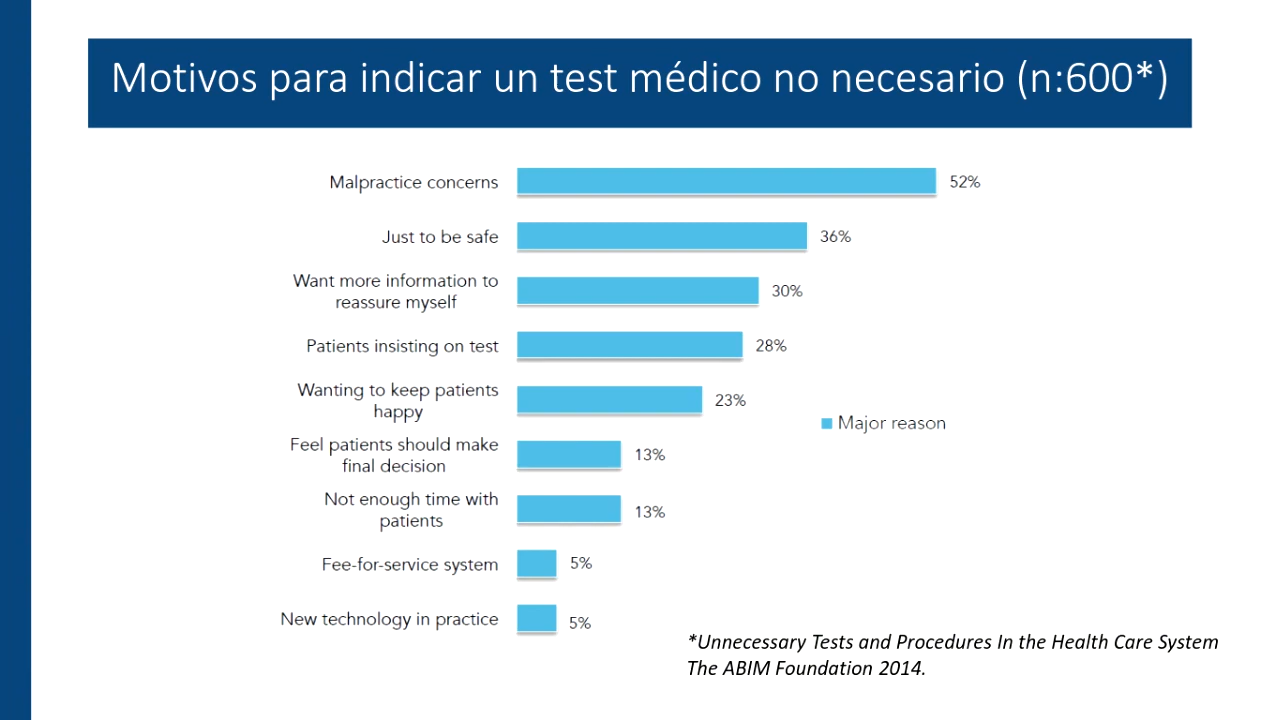 Motivos para indicar un test médico no necesario (n:600*)
Malpractice concerns 52%
Just to be safe 36%
Want more information to
reassure myself 30%
Patients insisting on test 28%
Wanting to keep patients
happy 23%
Major reason
Feel patients should make
final decision 13%
Not enough time with
patients 13%
Fee-for-service system 5%
New technology in practice 5%
*Unnecessary Tests and Procedures In the Health Care System
The ABIM Foundation 2014.